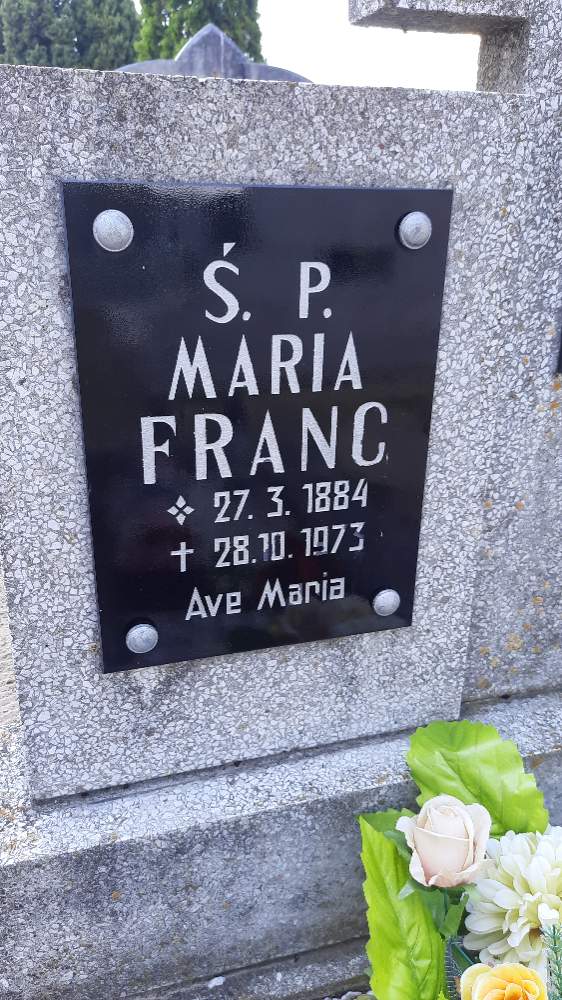 Ś. P.
MARIA
FRANC
27. 3. 1884
28.10.1973
Ave Maria